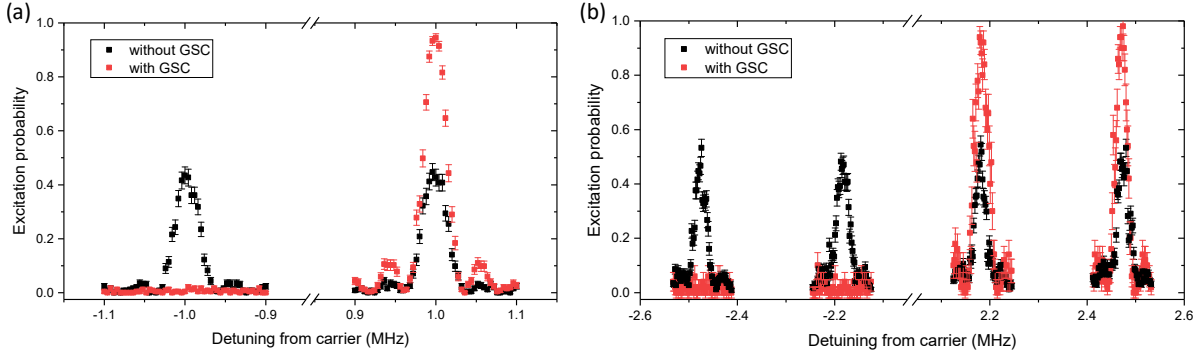 (a)
1.0
0.8
0.6
0.4
0.2
0.0
Excitation probability
without GSC
with GSC
-1.1 -1.0 -0.9 0.9 1.0 1.1
Detuning from carrier (MHz)
(b)
1.0
0.8
0.6
0.4
0.2
0.0
Excitation probability
without GSC
with GSC
-2.6 -2.4 -2.2 2.2 2.4 2.6
Detuining from carrier (MHz)